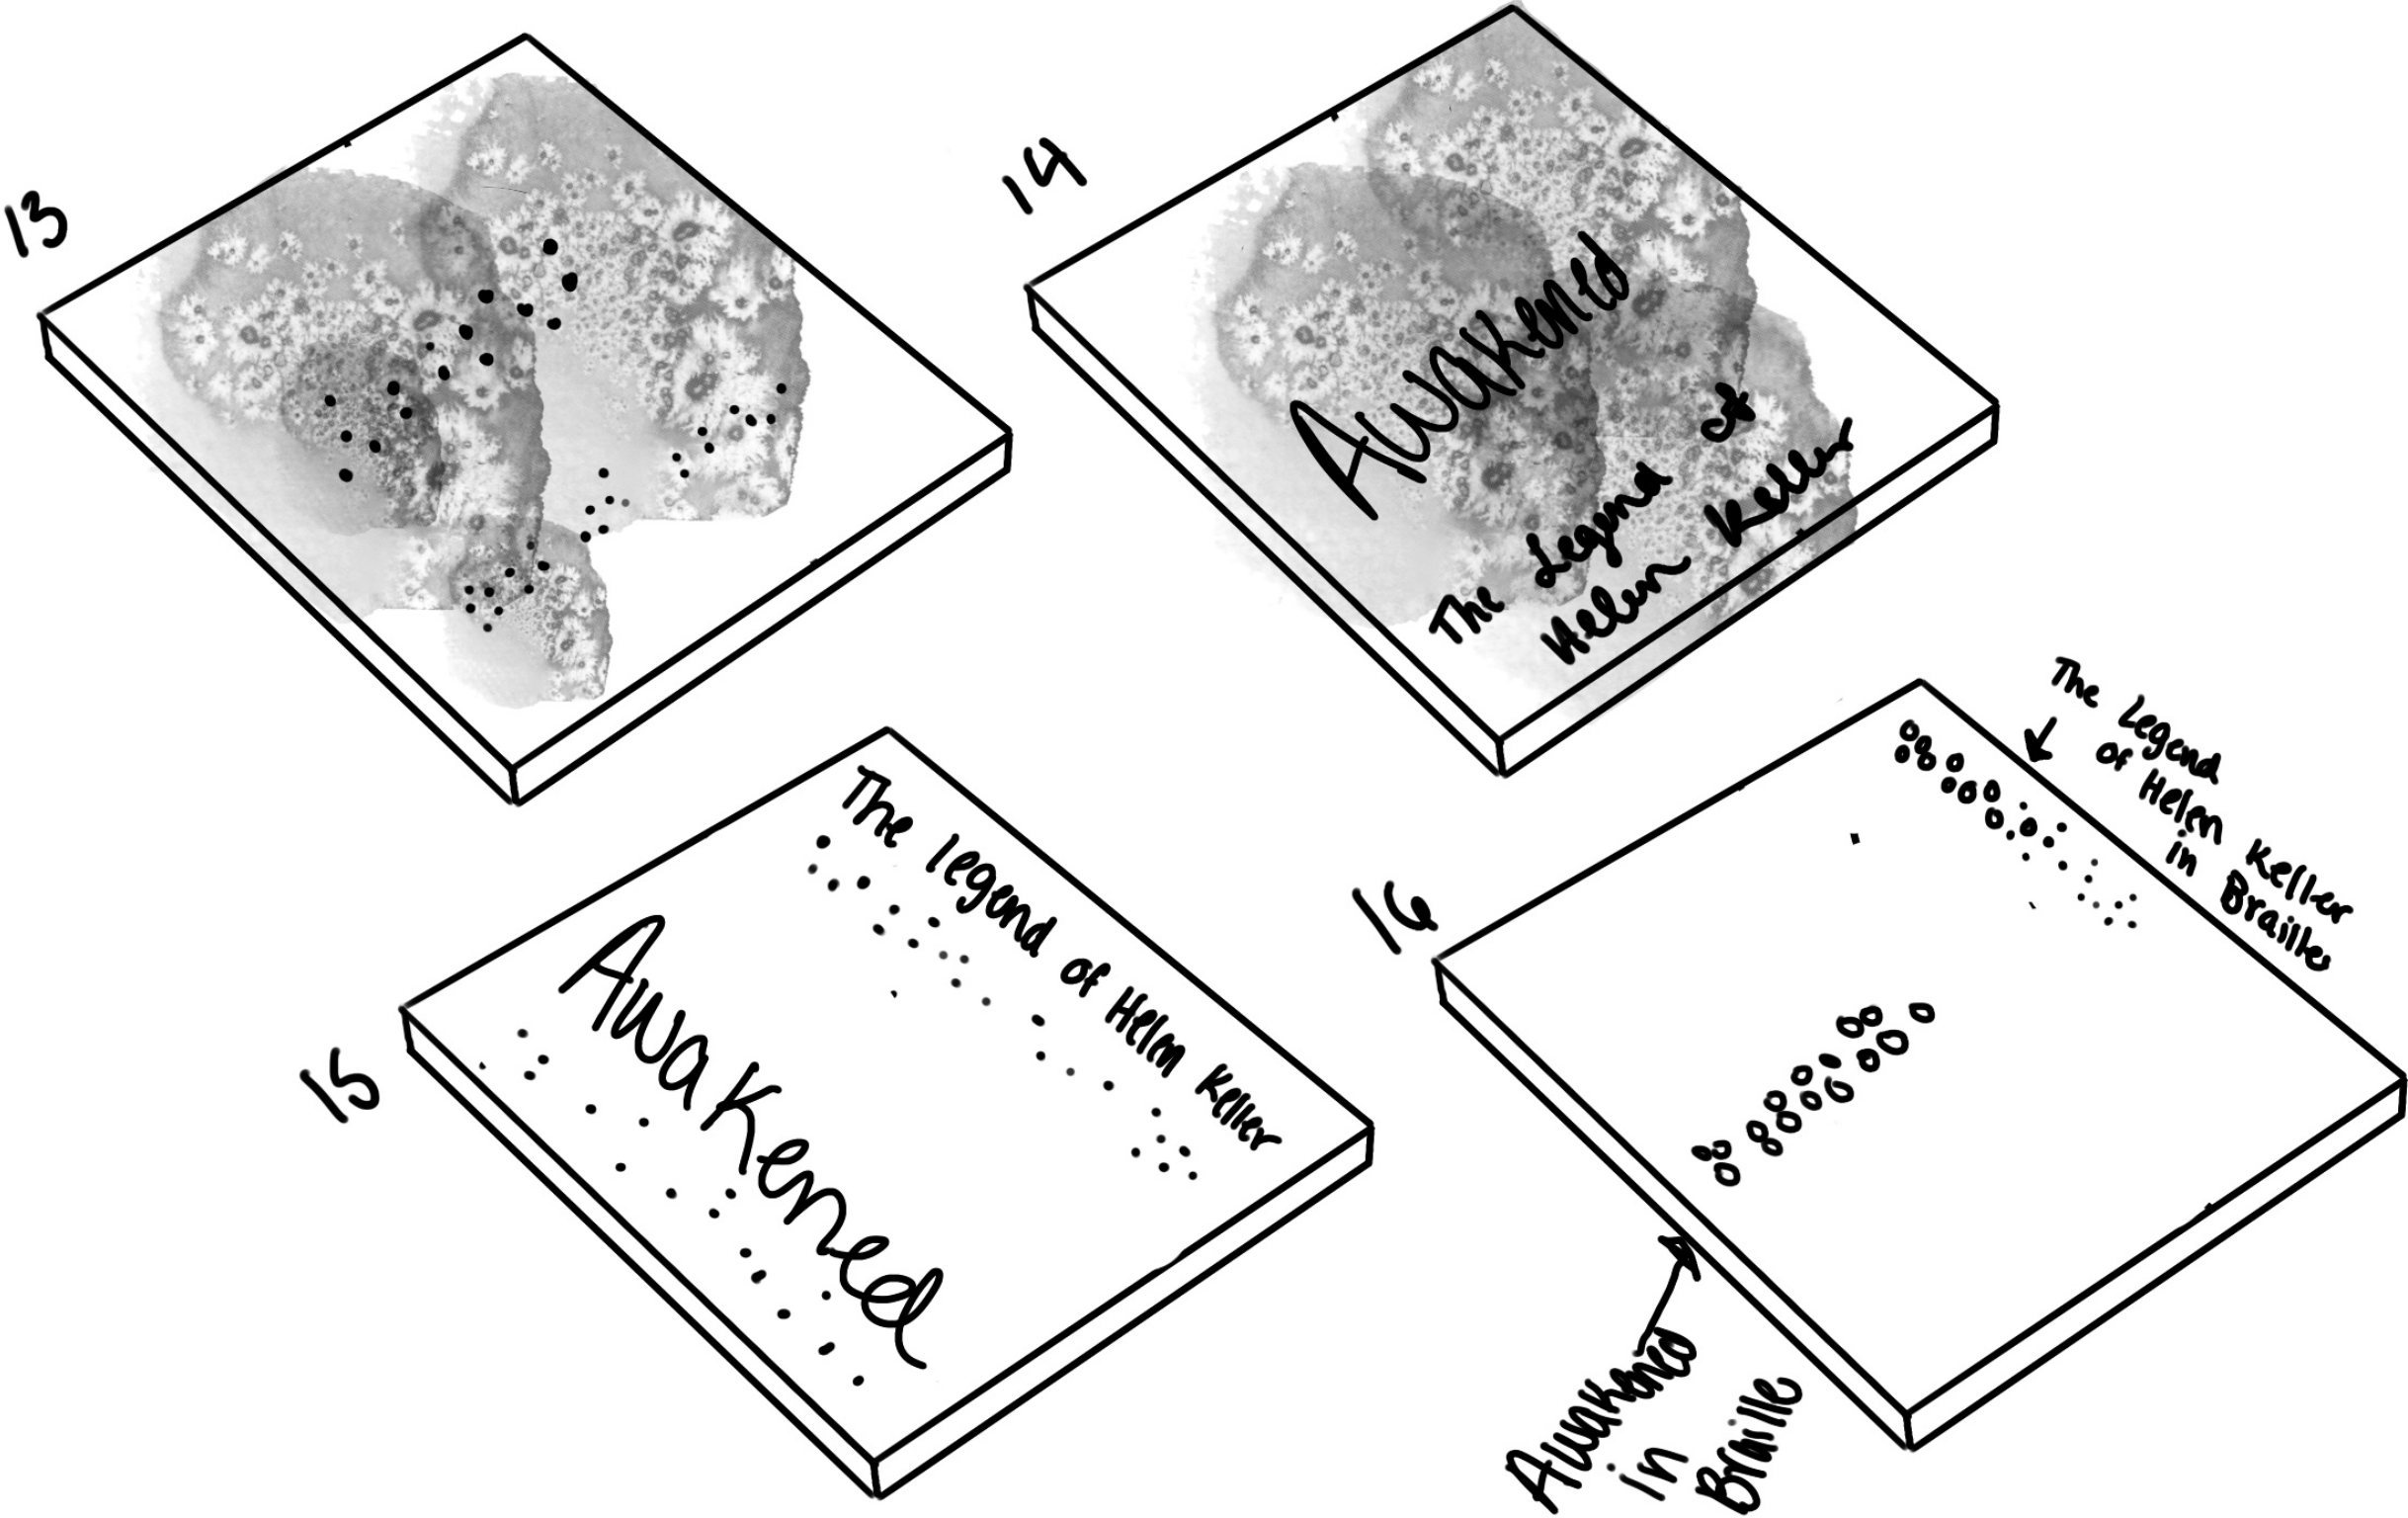 13
14
Awakened
The Legend of
Helen Keller
15
The Legend of Helen Keller
Awakened
16
The Legend
of Helen Keller
in Braille
Awakened
in
Braille